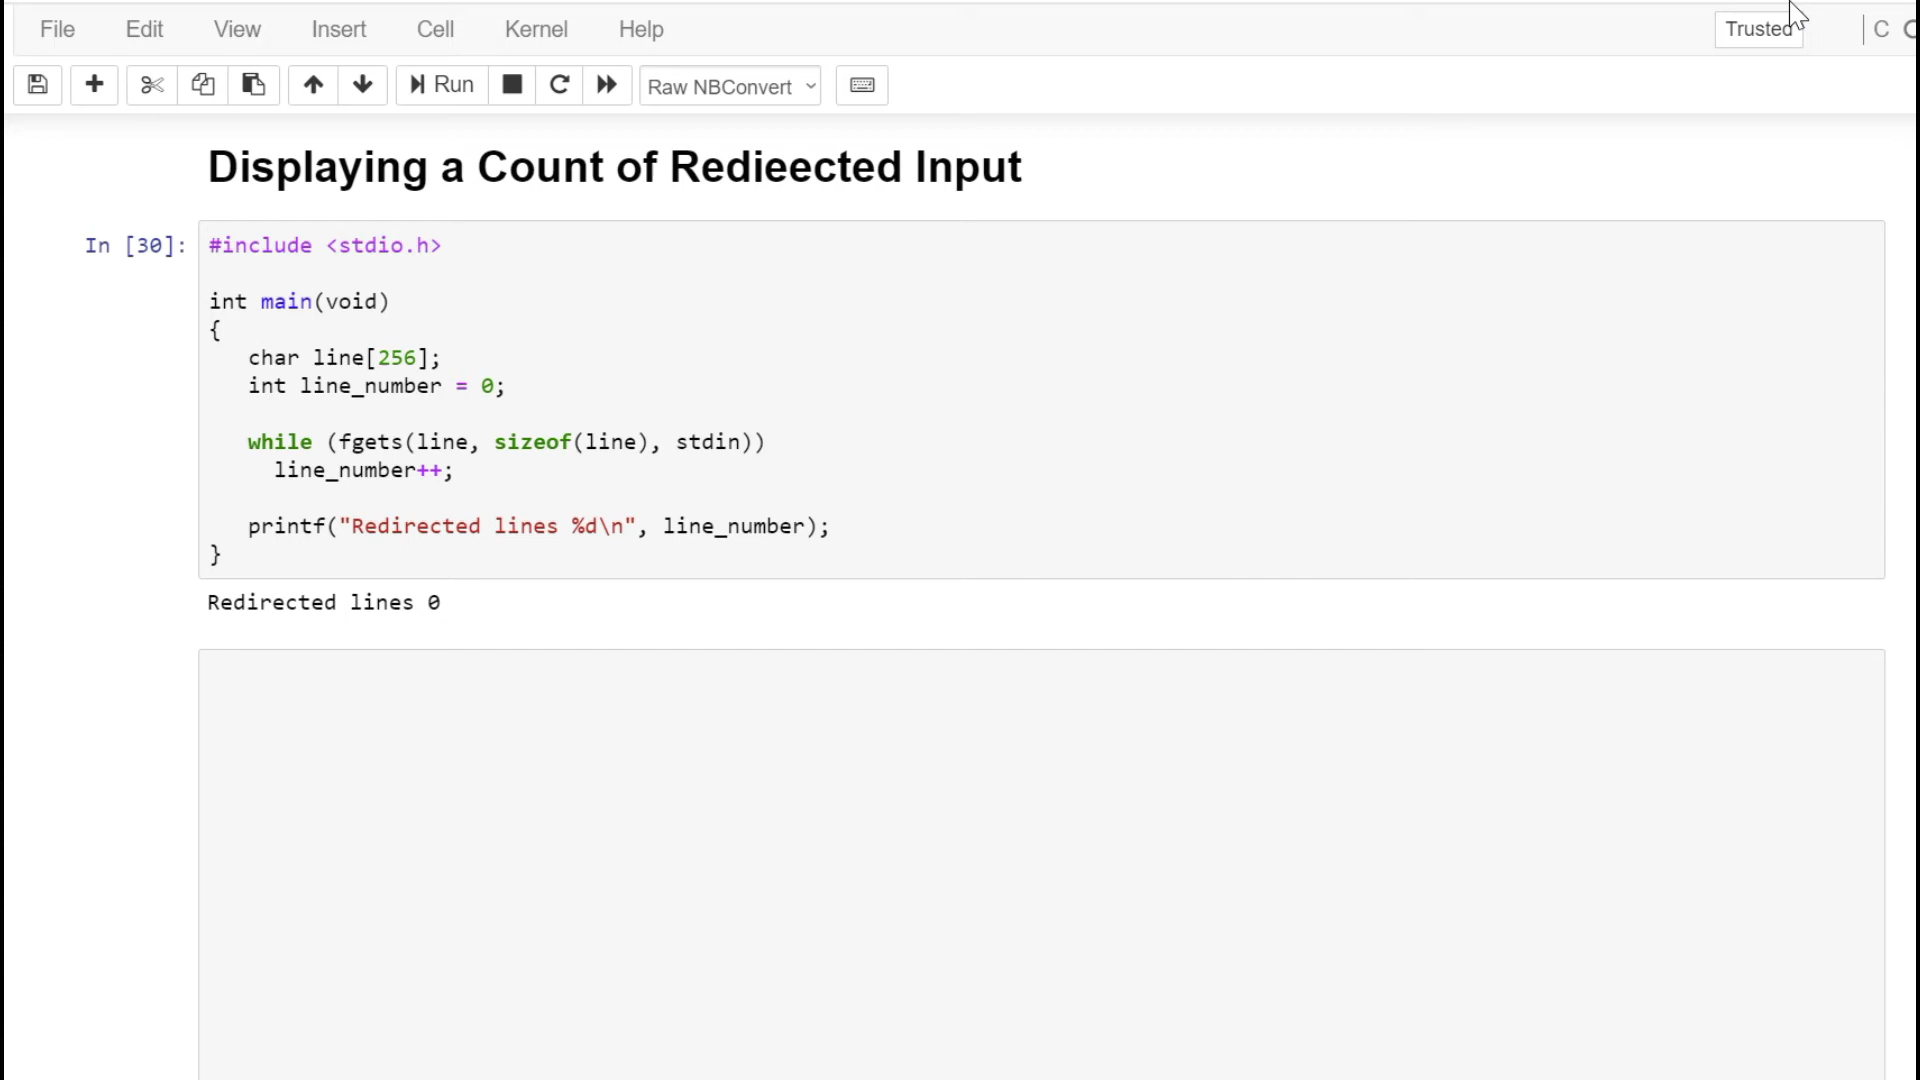 File Edit View Insert Cell Kernel Help Trusted C
Run Raw NBConvert
Displaying a Count of Redieected Input
In [30]: #include <stdio.h>
int main(void)
{
char line[256];
int line_number = 0;
while (fgets(line, sizeof(line), stdin))
line_number++;
printf("Redirected lines %d\n", line_number);
}
Redirected lines 0